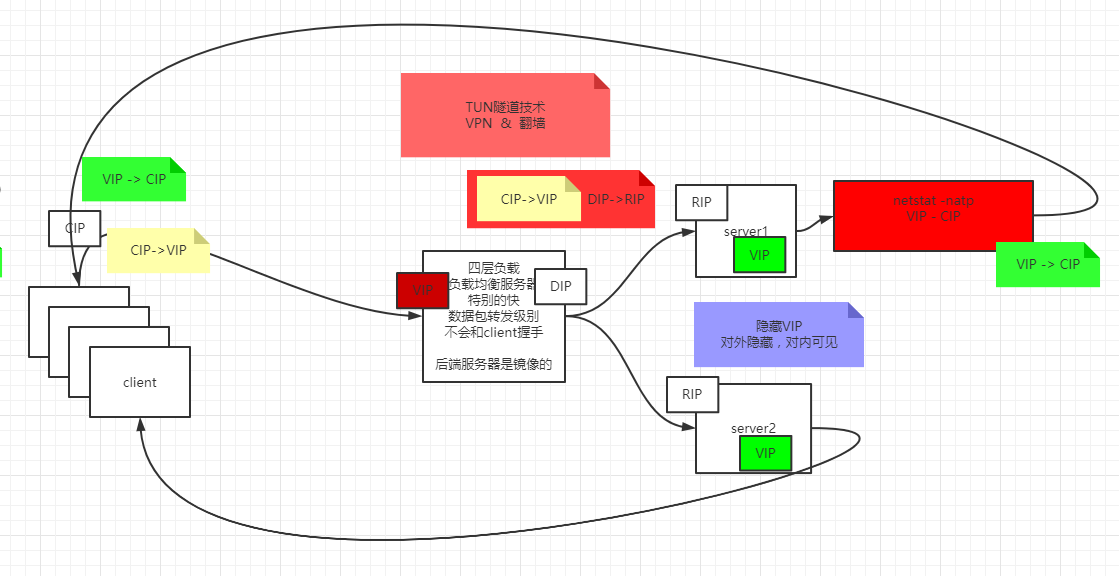 TUN隧道技术
VPN & 翻墙
VIP -> CIP
CIP->VIP
DIP->RIP
RIP
netstat -natp
VIP - CIP
CIP
server1
CIP->VIP
VIP
VIP -> CIP
四层负载
负载均衡服务器
特别的快
数据包转发级别
不会和client握手
后端服务器是镜像的
VIP
DIP
隐藏VIP
对外隐藏，对内可见
client
RIP
server2
VIP